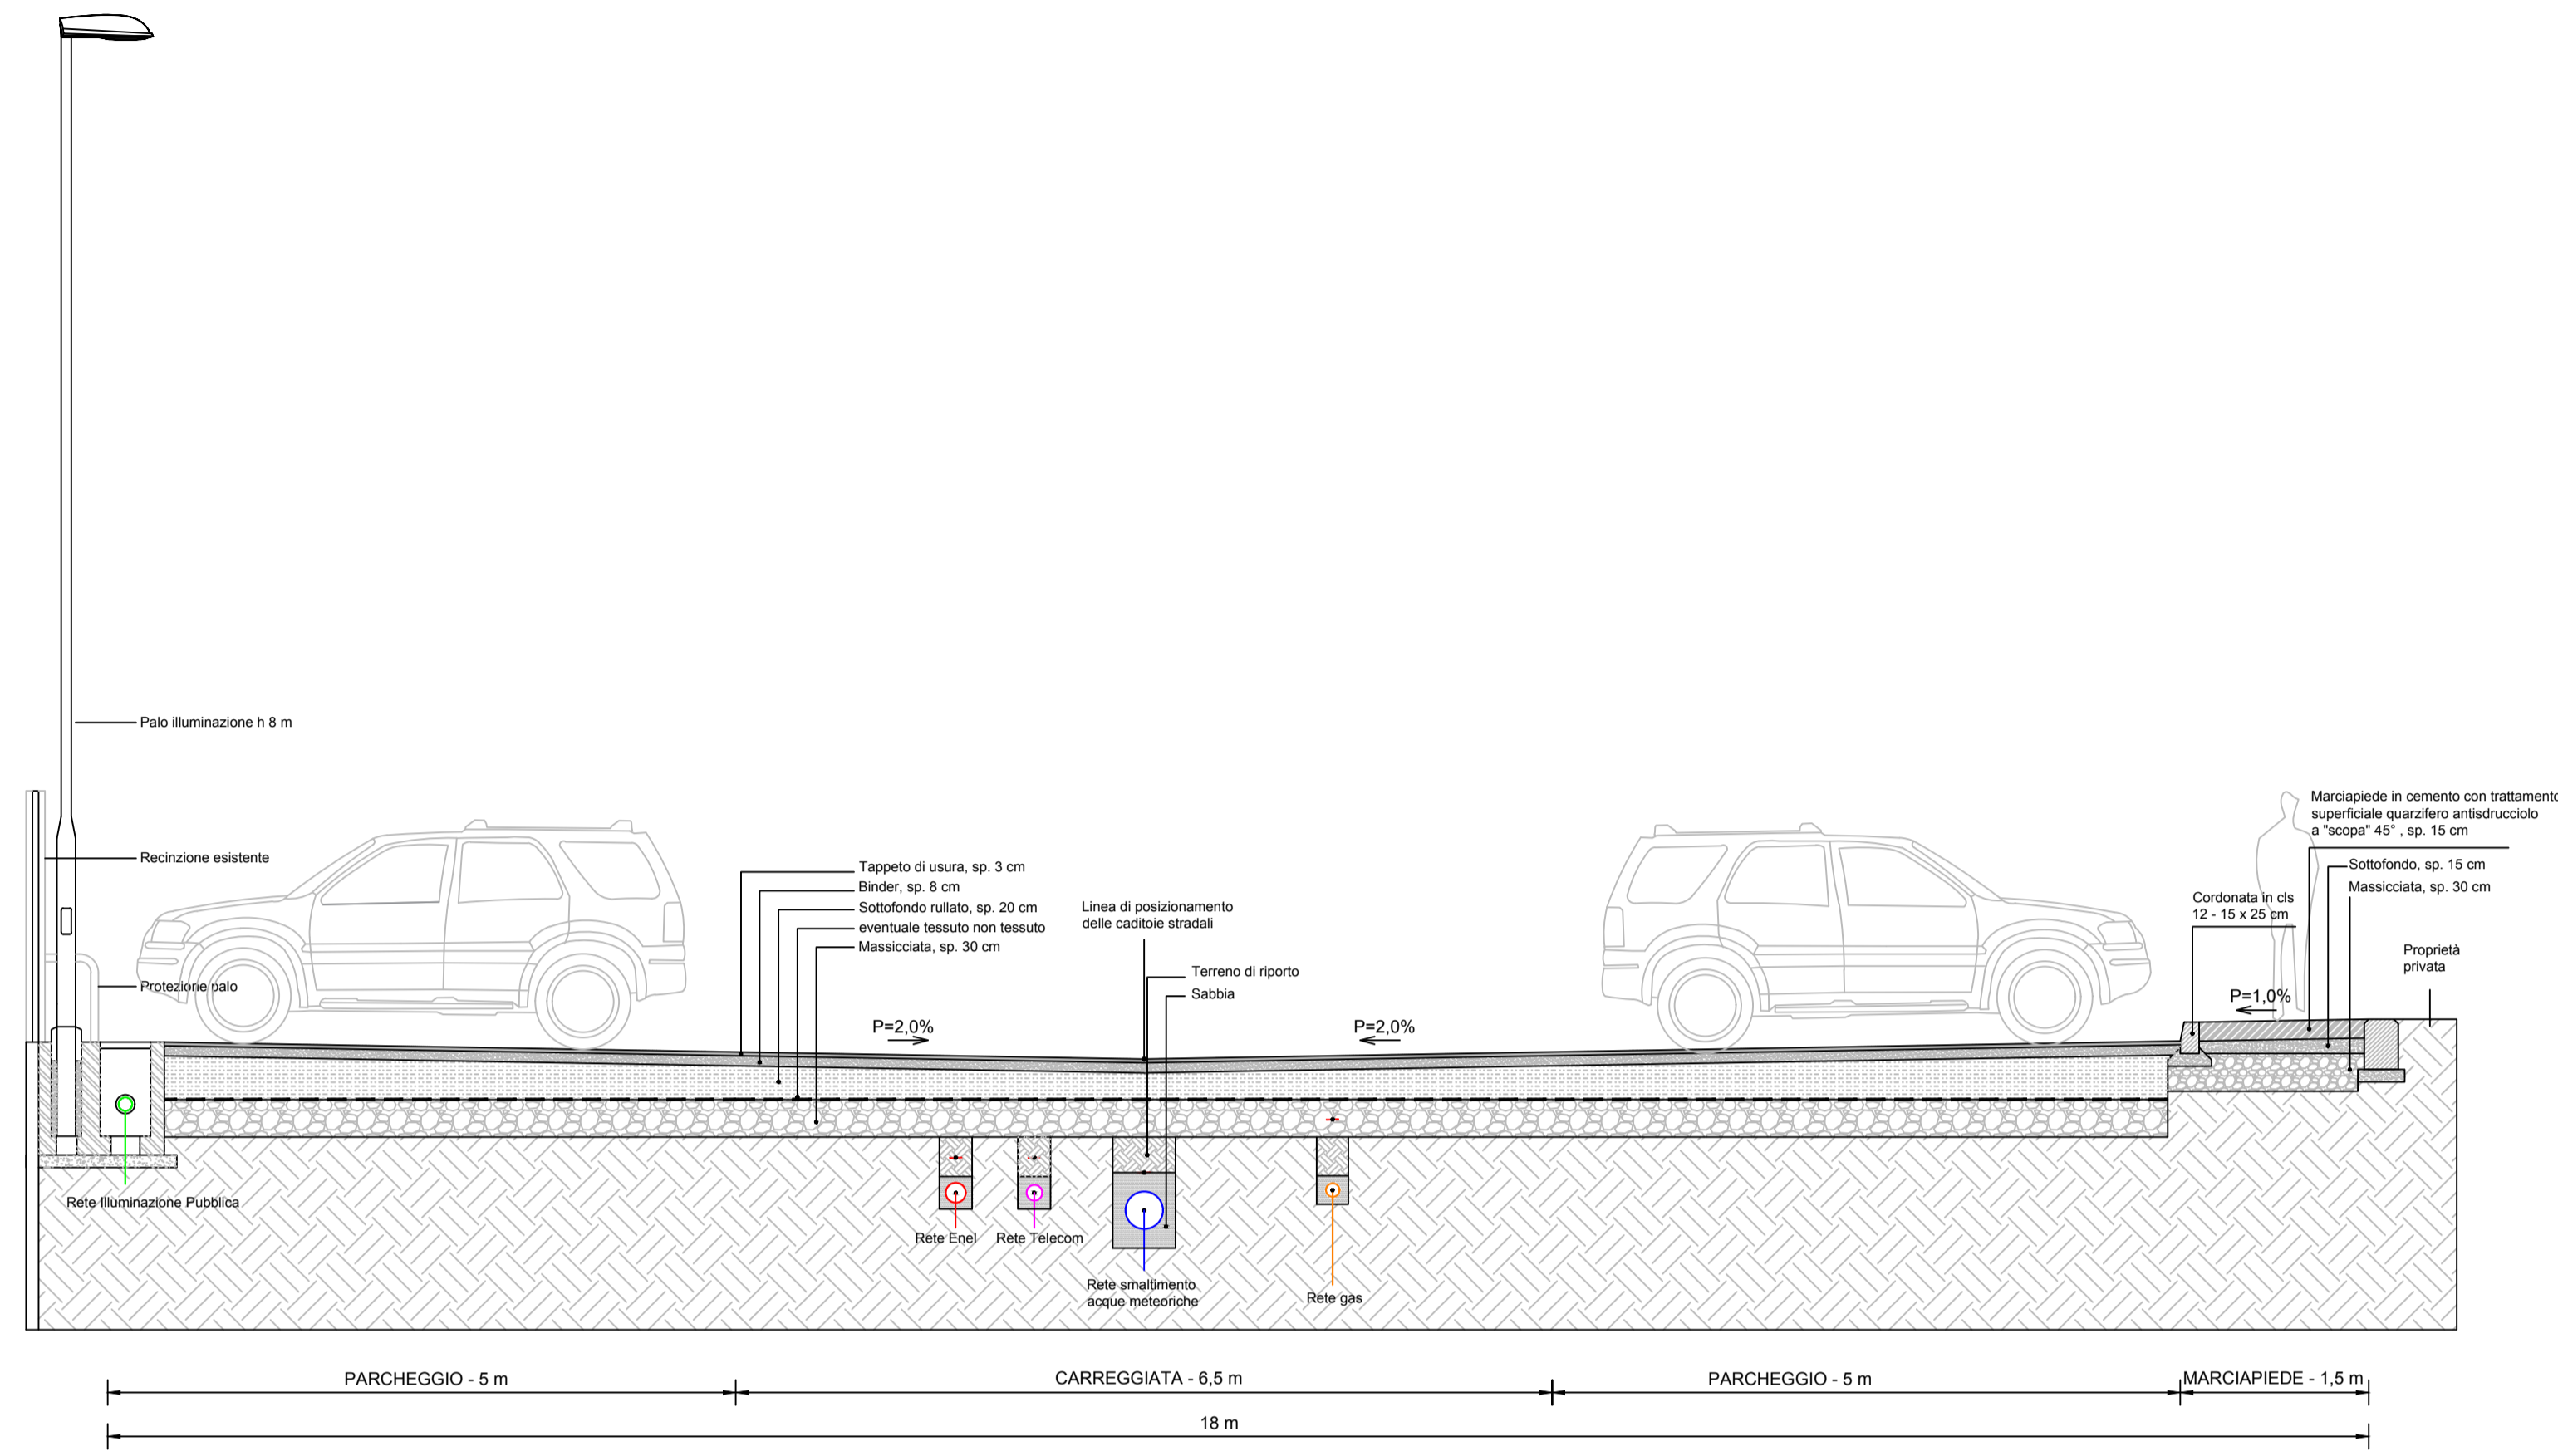 Palo illuminazione h 8 m
Recinzione esistente
Protezione palo
Tappeto di usura, sp. 3 cm
Binder, sp. 8 cm
Sottofondo rullato, sp. 20 cm
eventuale tessuto non tessuto
Massicciata, sp. 30 cm
Linea di posizionamento
delle caditoie stradali
Terreno di riporto
Sabbia
P=2,0%
P=2,0%
Marciapiede in cemento con trattamento
superficiale quarzifero antisdrucciolo
a "scopa" 45° , sp. 15 cm
Sottofondo, sp. 15 cm
Massicciata, sp. 30 cm
Cordonata in cls
12 - 15 x 25 cm
Proprietà
privata
P=1,0%
Rete Illuminazione Pubblica
Rete Enel
Rete Telecom
Rete smaltimento
acque meteoriche
Rete gas
PARCHEGGIO - 5 m
CARREGGIATA - 6,5 m
PARCHEGGIO - 5 m
MARCIAPIEDE - 1,5 m
18 m